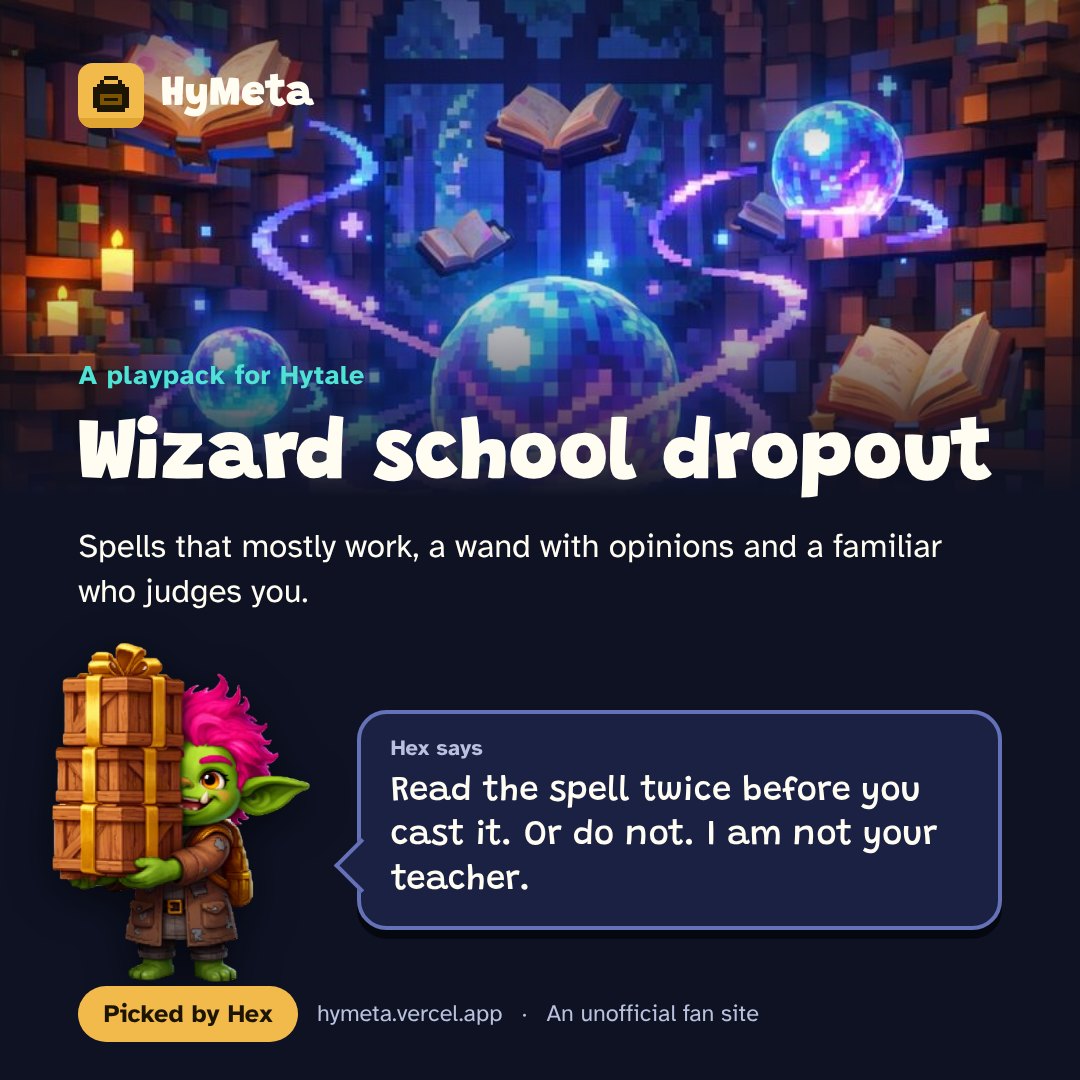 HyMeta
A playpack for Hytale
Wizard school dropout
Spells that mostly work, a wand with opinions and a familiar
who judges you.
Hex says
Read the spell twice before you
cast it. Or do not. I am not your
teacher.
Picked by Hex
hymeta.vercel.app · An unofficial fan site